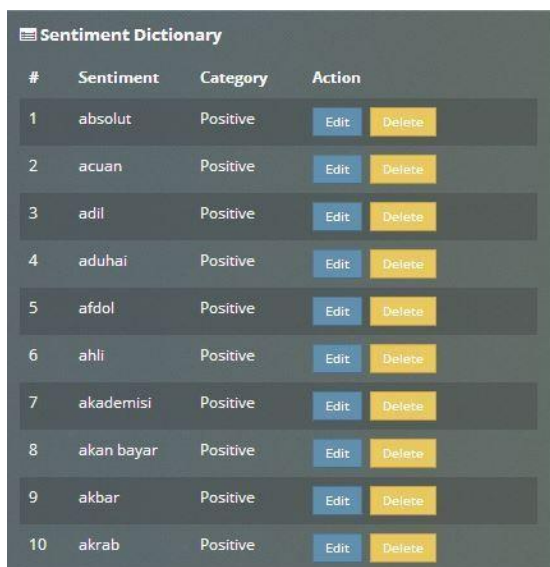 Sentiment Dictionary
# Sentiment Category Action
1 absolut Positive Edit Delete
2 acuan Positive Edit Delete
3 adil Positive Edit Delete
4 aduhai Positive Edit Delete
5 afdol Positive Edit Delete
6 ahli Positive Edit Delete
7 akademisi Positive Edit Delete
8 akan bayar Positive Edit Delete
9 akbar Positive Edit Delete
10 akrab Positive Edit Delete